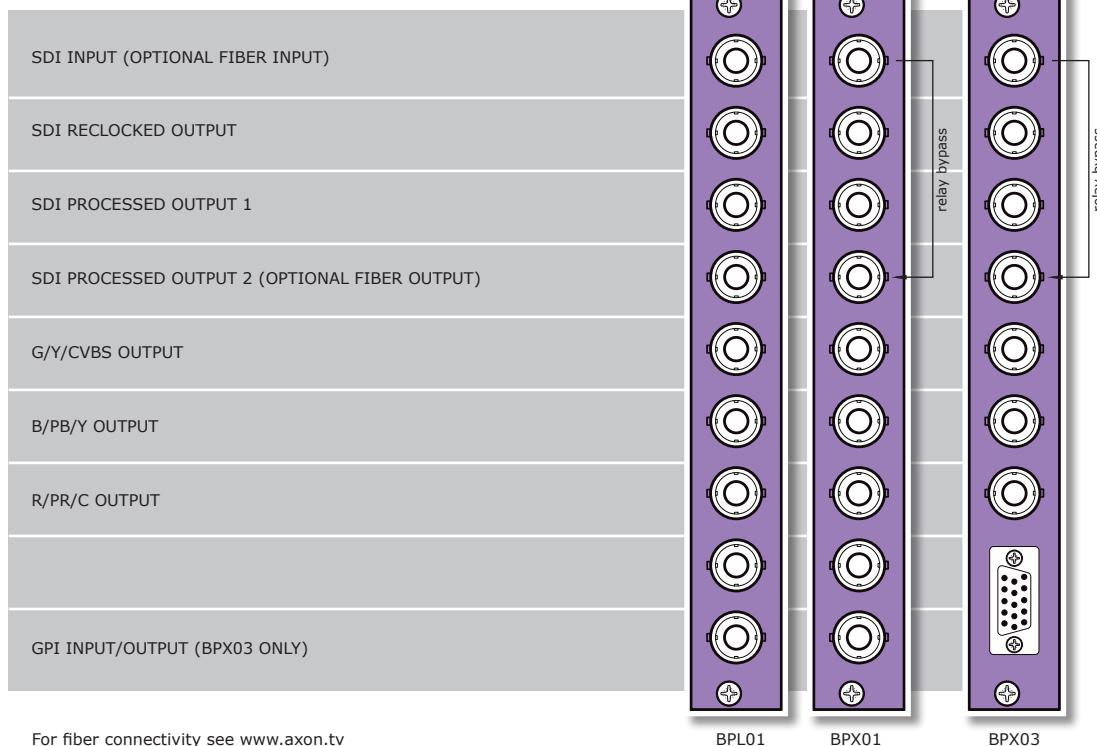 SDI INPUT (OPTIONAL FIBER INPUT)
SDI RECLOCKED OUTPUT
SDI PROCESSED OUTPUT 1
SDI PROCESSED OUTPUT 2 (OPTIONAL FIBER OUTPUT)
G/Y/CVBS OUTPUT
B/PB/Y OUTPUT
R/PR/C OUTPUT
GPI INPUT/OUTPUT (BPX03 ONLY)
relay bypass
relay bypass
For fiber connectivity see www.axon.tv
BPL01
BPX01
BPX03